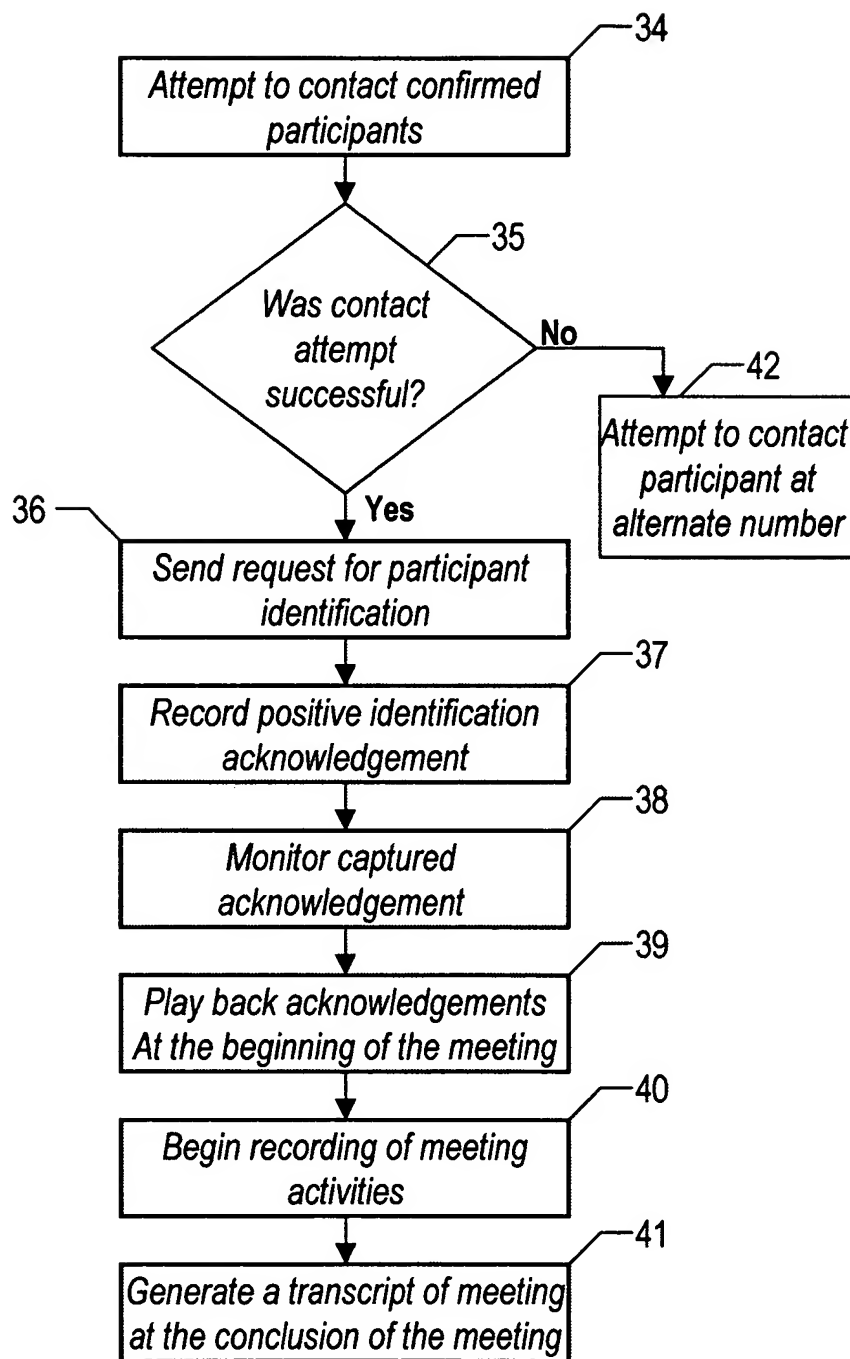 34
Attempt to contact confirmed
participants
35
Was contact
attempt
successful?
No
42
Attempt to contact
participant at
alternate number
Yes
36
Send request for participant
identification
37
Record positive identification
acknowledgement
38
Monitor captured
acknowledgement
39
Play back acknowledgements
At the beginning of the meeting
40
Begin recording of meeting
activities
41
Generate a transcript of meeting
at the conclusion of the meeting